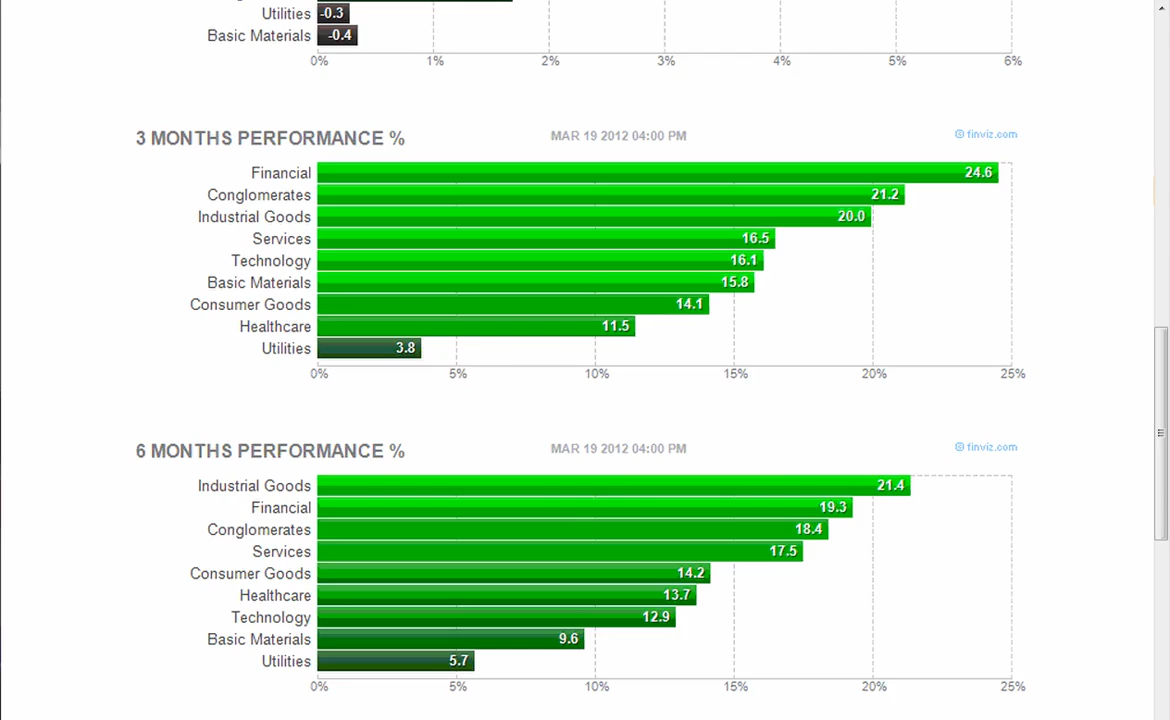 Utilities -0.3
Basic Materials -0.4
0% 1% 2% 3% 4% 5% 6%
3 MONTHS PERFORMANCE % MAR 19 2012 04:00 PM © finviz.com
Financial 24.6
Conglomerates 21.2
Industrial Goods 20.0
Services 16.5
Technology 16.1
Basic Materials 15.8
Consumer Goods 14.1
Healthcare 11.5
Utilities 3.8
0% 5% 10% 15% 20% 25%
6 MONTHS PERFORMANCE % MAR 19 2012 04:00 PM © finviz.com
Industrial Goods 21.4
Financial 19.3
Conglomerates 18.4
Services 17.5
Consumer Goods 14.2
Healthcare 13.7
Technology 12.9
Basic Materials 9.6
Utilities 5.7
0% 5% 10% 15% 20% 25%